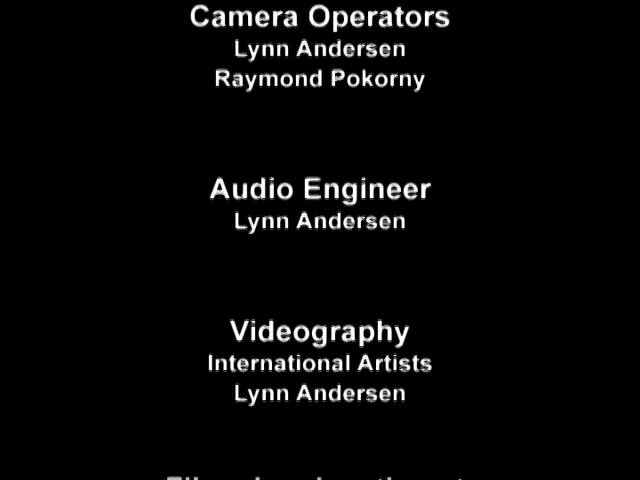 Camera Operators
Lynn Andersen
Raymond Pokorny
Audio Engineer
Lynn Andersen
Videography
International Artists
Lynn Andersen